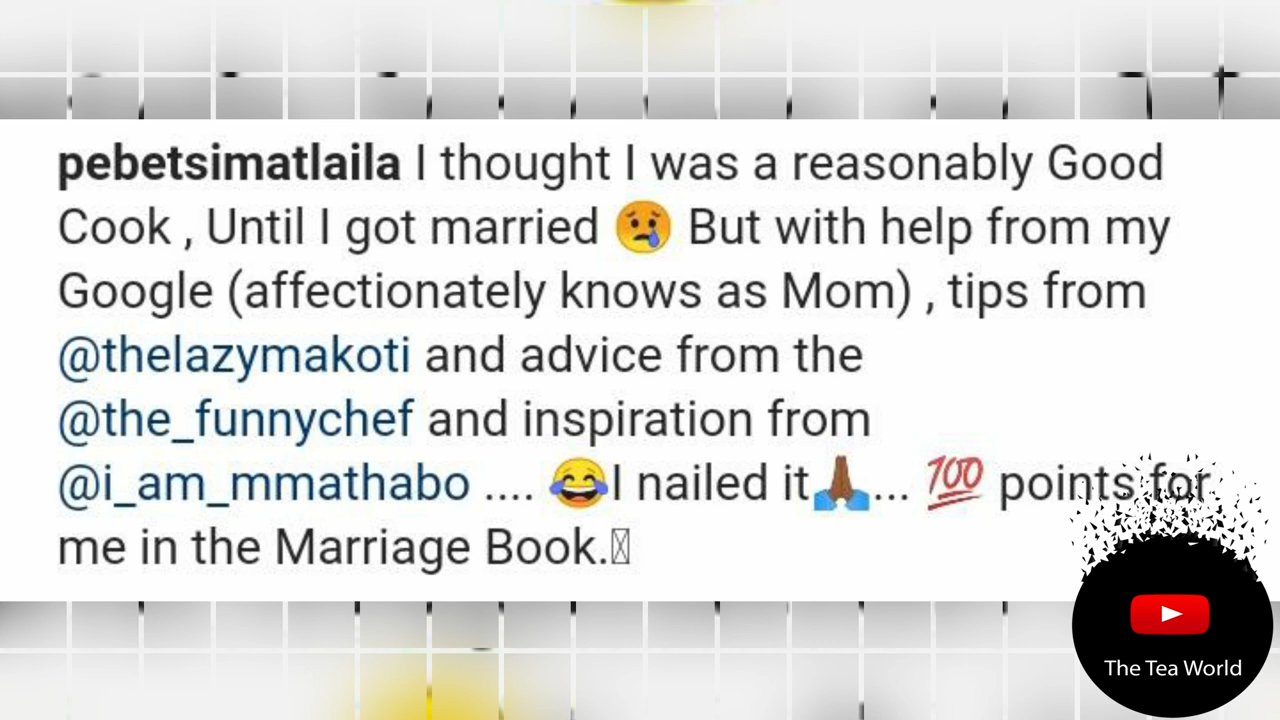 pebetsimatlaila I thought I was a reasonably Good
Cook , Until I got married 😢 But with help from my
Google (affectionately knows as Mom) , tips from
@thelazymakoti and advice from the
@the_funnychef and inspiration from
@i_am_mmathabo .... 😂I nailed it🙏🏾... 💯 points for
me in the Marriage Book.
The Tea World